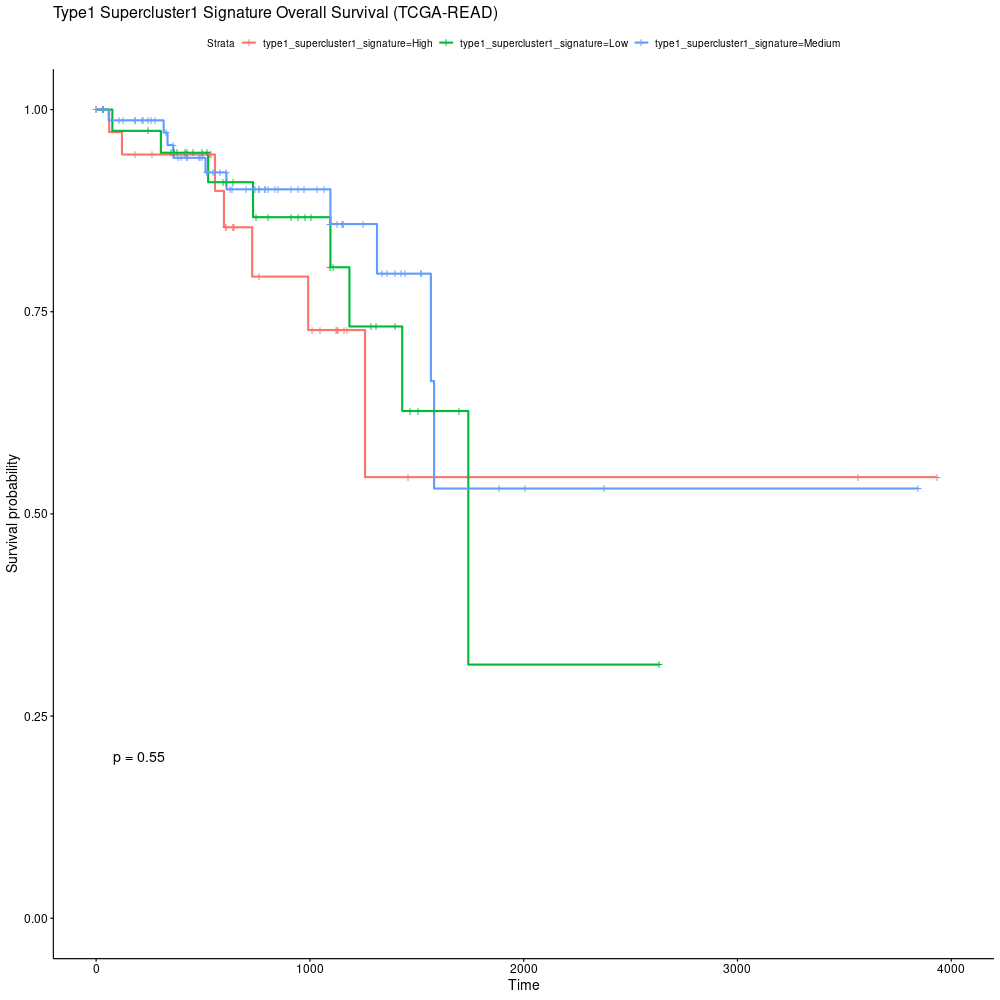 Type1 Supercluster1 Signature Overall Survival (TCGA-READ)
Strata type1_supercluster1_signature=High type1_supercluster1_signature=Low type1_supercluster1_signature=Medium
1.00
0.75
0.50
0.25
0.00
Survival probability
p = 0.55
0 1000 2000 3000 4000
Time